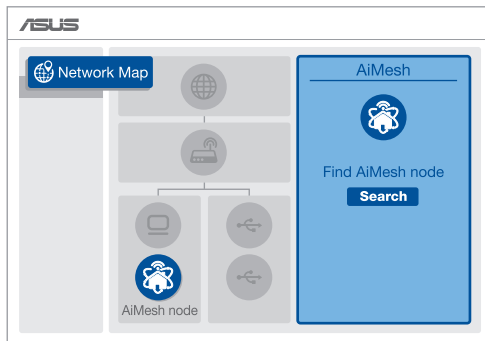 ASUS
Network Map
AiMesh
Find AiMesh node
Search
AiMesh node